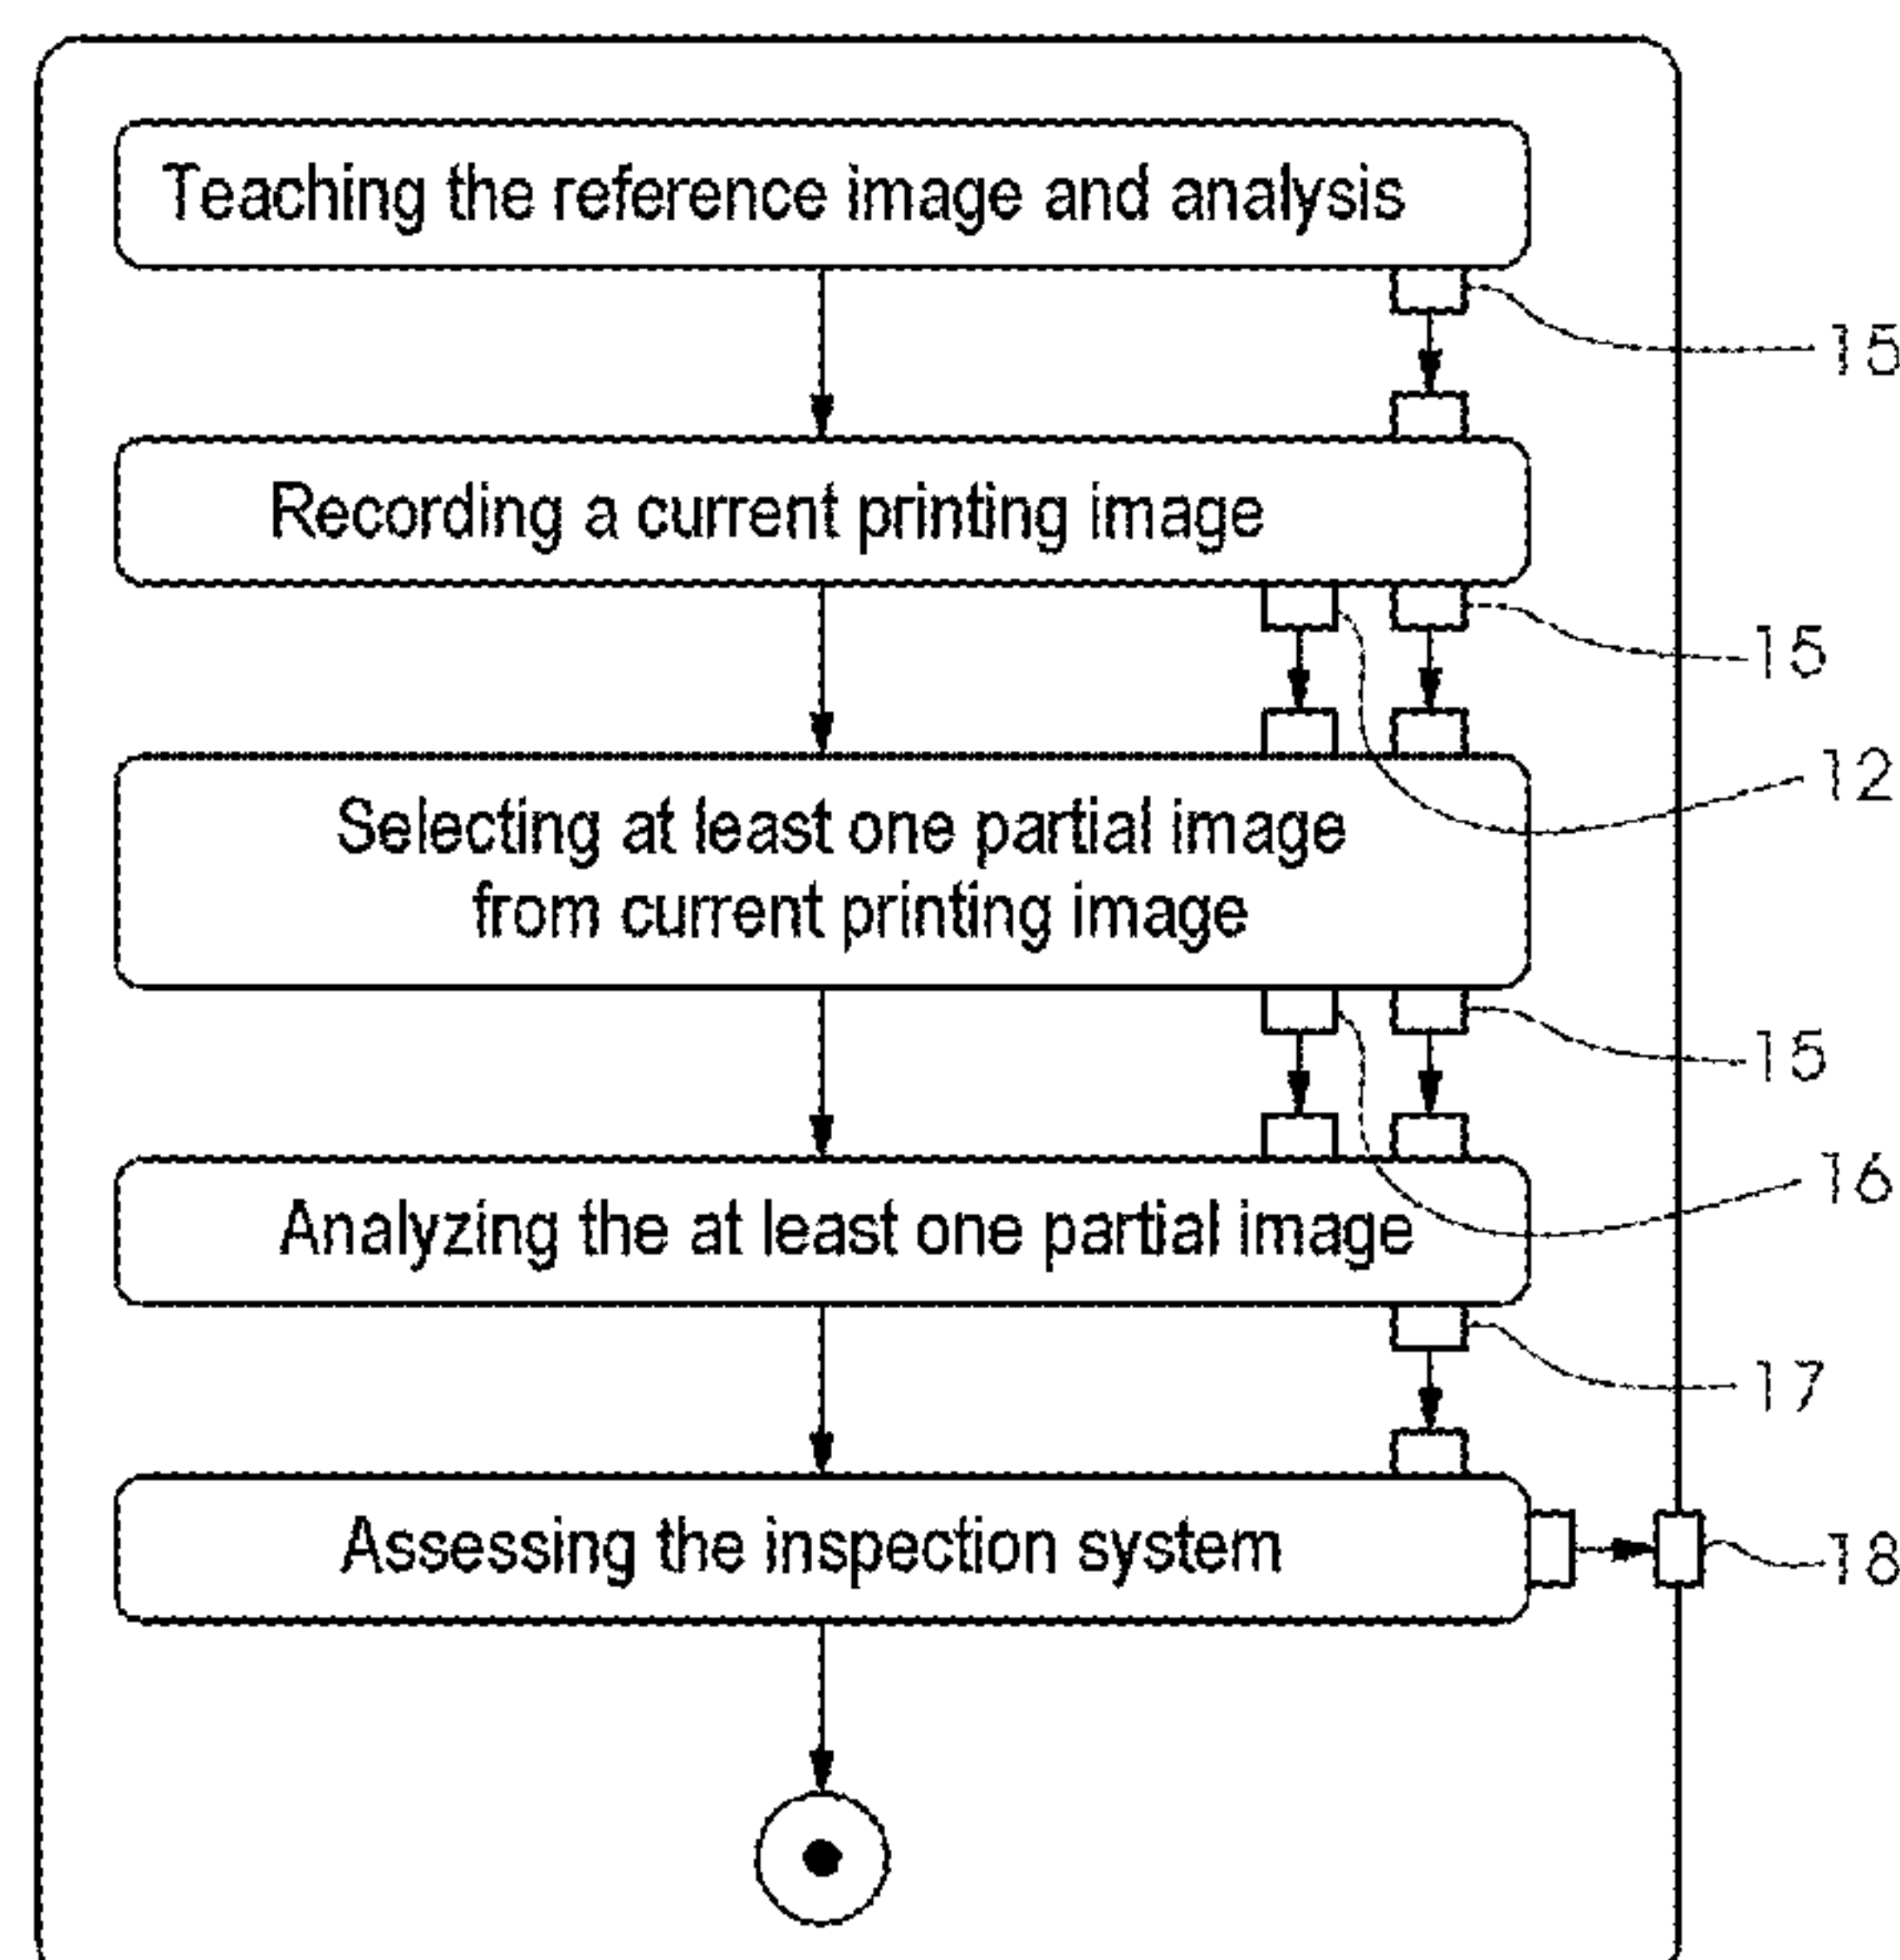 Teaching the reference image and analysis
15
Recording a current printing image
15
12
Selecting at least one partial image
from current printing image
15
16
Analyzing the at least one partial image
17
Assessing the inspection system
18